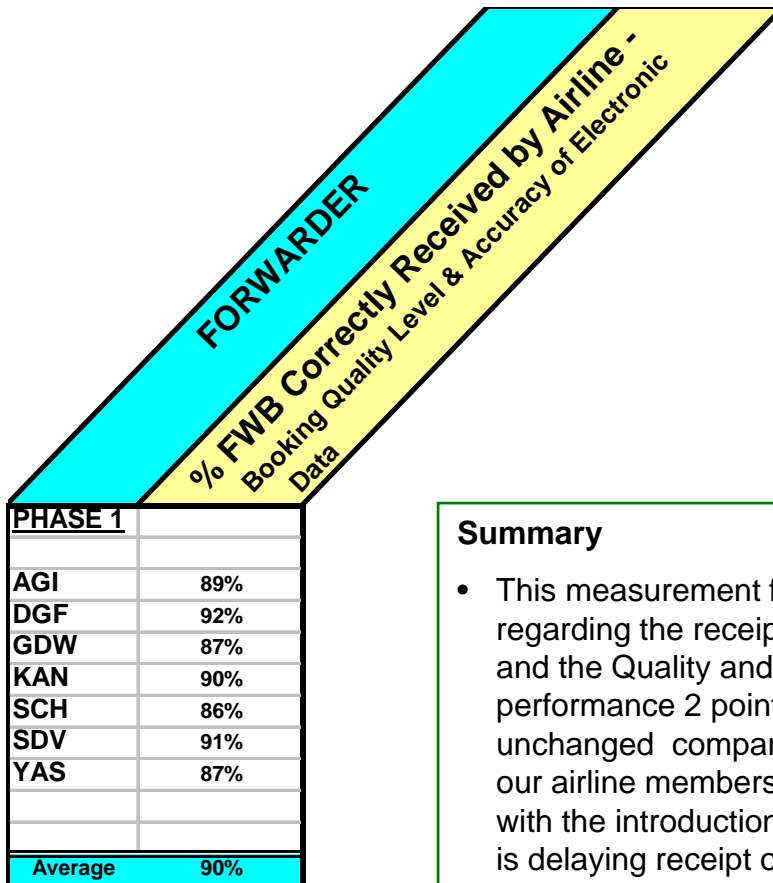 FORWARDER
% FWB Correctly Received by Airline -
Booking Quality Level & Accuracy of Electronic
Data
PHASE 1
AGI 89%
DGF 92%
GDW 87%
KAN 90%
SCH 86%
SDV 91%
YAS 87%
Average 90%
Summary
• This measurement
regarding the receip
and the Quality and
performance 2 poin
unchanged compar
our airline members
with the introduction
is delaying receipt o